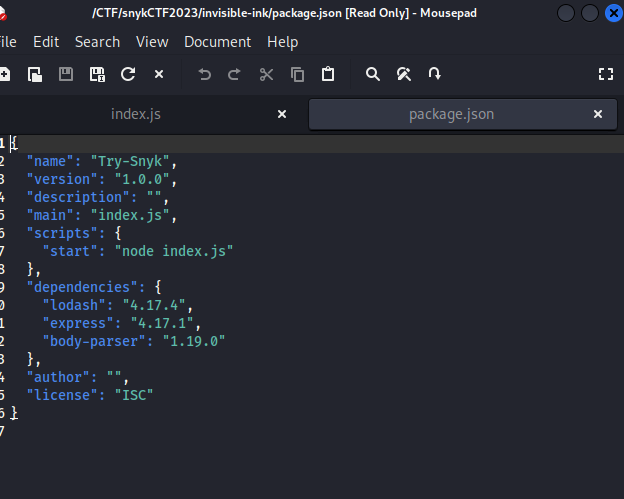 /CTF/snykCTF2023/invisible-ink/package.json [Read Only] - Mousepad
File Edit Search View Document Help
index.js package.json
1 {
2 "name": "Try-Snyk",
3 "version": "1.0.0",
4 "description": "",
5 "main": "index.js",
6 "scripts": {
7 "start": "node index.js"
8 },
9 "dependencies": {
0 "lodash": "4.17.4",
1 "express": "4.17.1",
2 "body-parser": "1.19.0"
3 },
4 "author": "",
5 "license": "ISC"
6 }
7